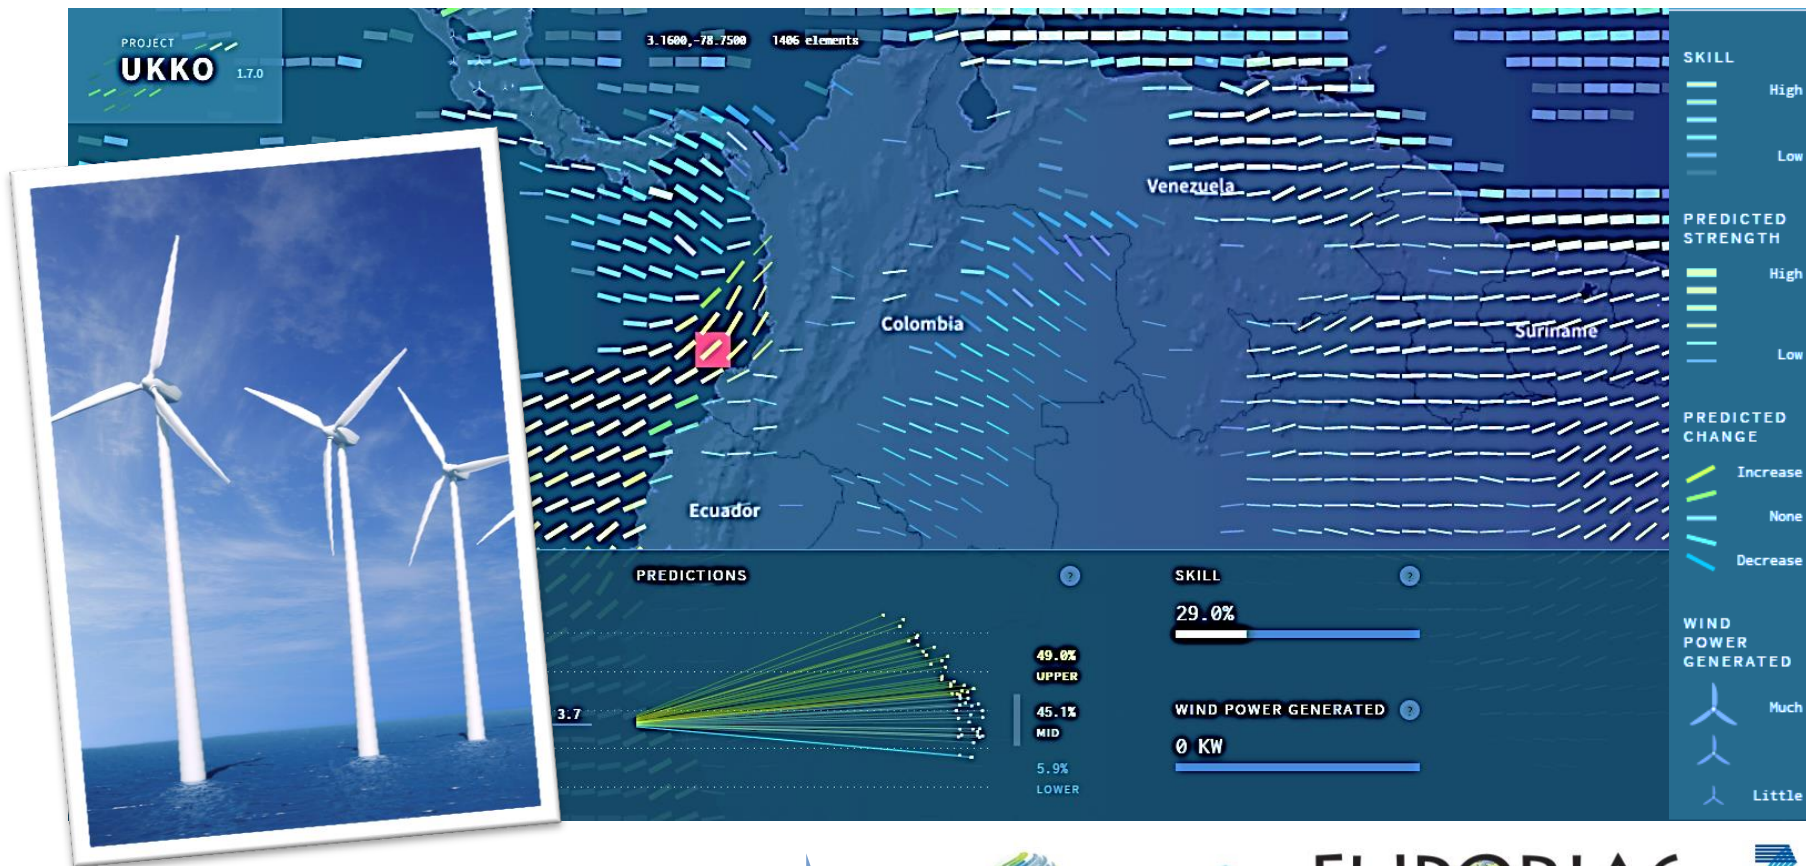 PROJECT
UKKO 1.7.0
3.1600,-78.7500 1406 elements
Venezuela
Colombia
Suriname
Ecuador
SKILL
High
Low
PREDICTED
STRENGTH
High
Low
PREDICTED
CHANGE
Increase
None
Decrease
WIND
POWER
GENERATED
Much
Little
PREDICTIONS ?
3.7
49.0%
UPPER
45.1%
MID
5.9%
LOWER
SKILL ?
29.0%
WIND POWER GENERATED ?
0 KW